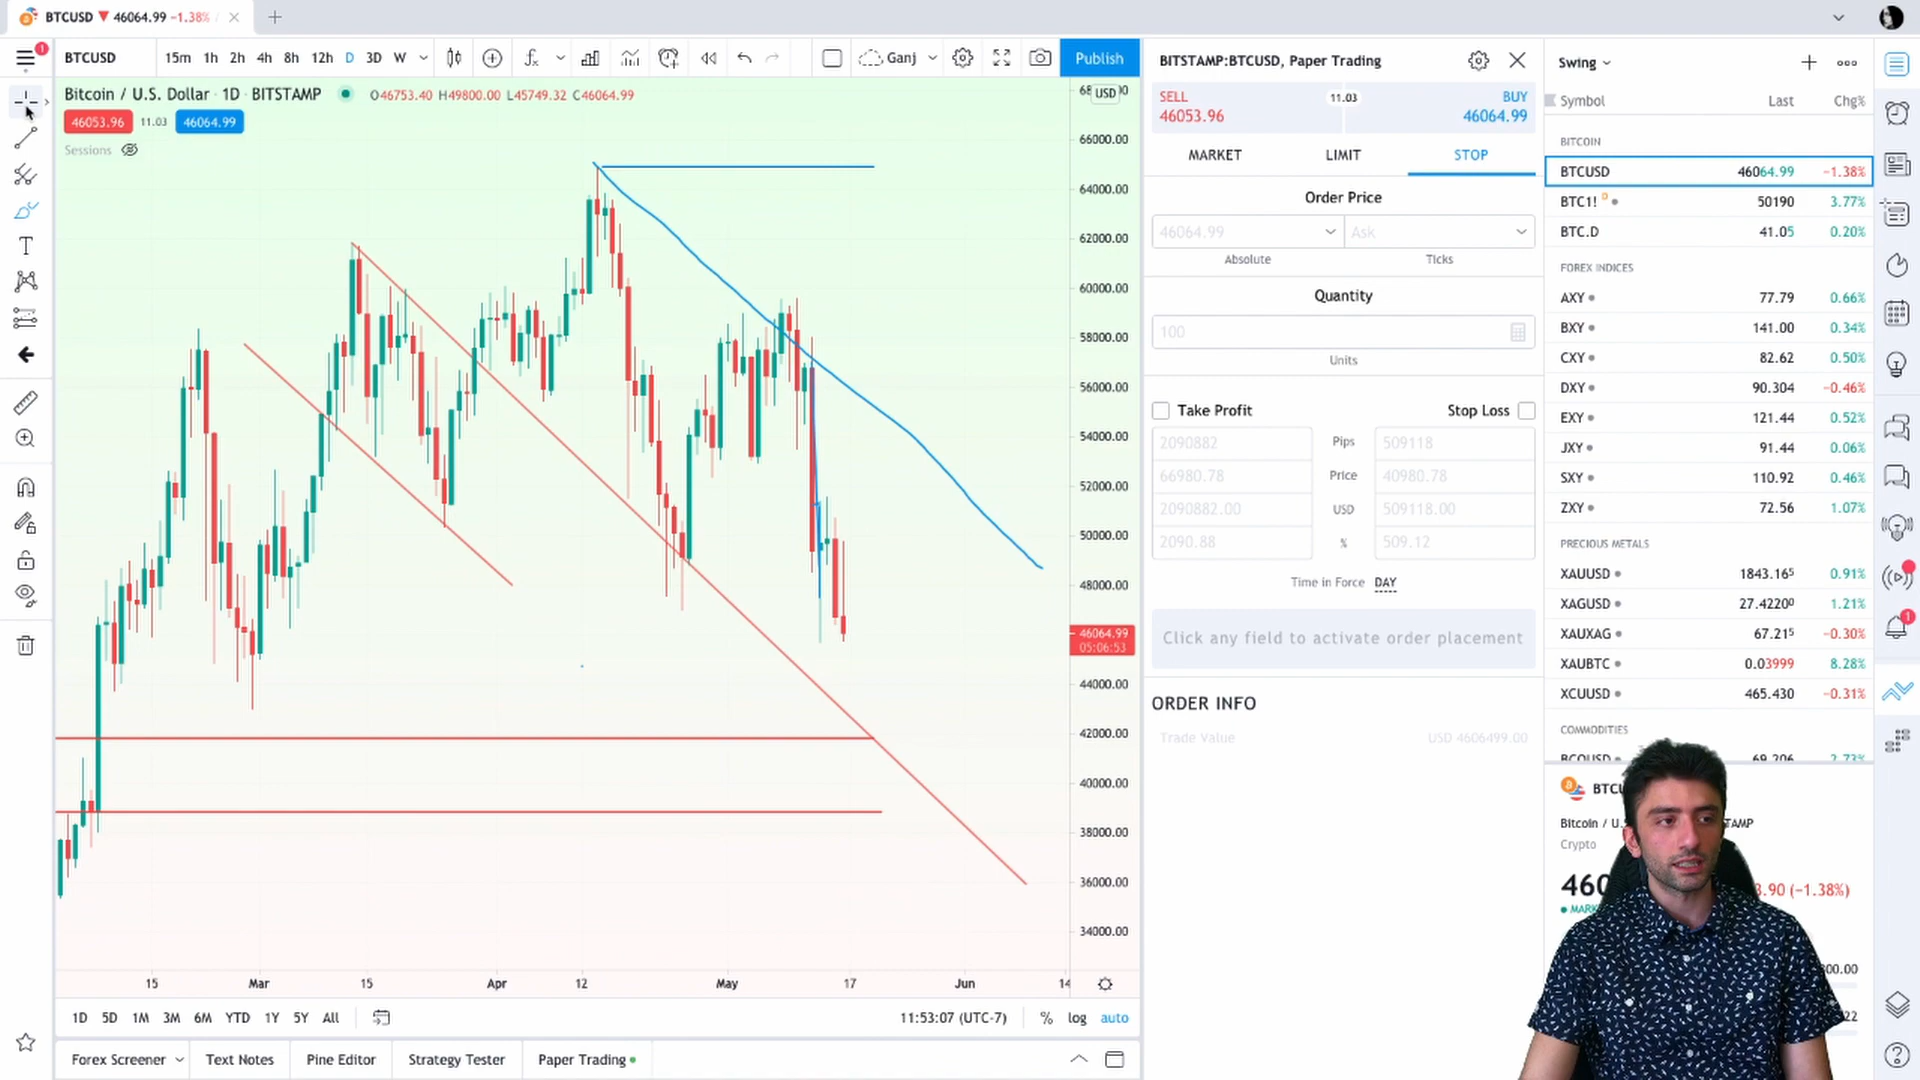 BTCUSD ▼ 46064.99 −1.38% /
1
BTCUSD 15m 1h 2h 4h 8h 12h D 3D W
Ganj
Publish
Bitcoin / U.S. Dollar · 1D · BITSTAMP O46753.40 H49800.00 L45749.32 C46064.99
46053.96 11.03 46064.99
Sessions
USD
66000.00
64000.00
62000.00
60000.00
58000.00
56000.00
54000.00
52000.00
50000.00
48000.00
46064.99
05:06:53
44000.00
42000.00
40000.00
38000.00
36000.00
34000.00
15 Mar 15 Apr 12 May 17 Jun 14
1D 5D 1M 3M 6M YTD 1Y 5Y All
11:53:07 (UTC-7) % log auto
Forex Screener Text Notes Pine Editor Strategy Tester Paper Trading
BITSTAMP:BTCUSD, Paper Trading
SELL 11.03 BUY
46053.96 46064.99
MARKET LIMIT STOP
Order Price
46064.99 Ask
Absolute Ticks
Quantity
100
Units
Take Profit Stop Loss
2090882 Pips 509118
66980.78 Price 40980.78
2090882.00 USD 509118.00
2090.88 % 509.12
Time in Force DAY
Click any field to activate order placement
ORDER INFO
Trade Value USD 4606499.00
Swing
Symbol Last Chg%
BITCOIN
BTCUSD 46064.99 −1.38%
BTC1! D 50190 3.77%
BTC.D 41.05 0.20%
FOREX INDICES
AXY 77.79 0.66%
BXY 141.00 0.34%
CXY 82.62 0.50%
DXY 90.304 −0.46%
EXY 121.44 0.52%
JXY 91.44 0.06%
SXY 110.92 0.46%
ZXY 72.56 1.07%
PRECIOUS METALS
XAUUSD 1843.16⁵ 0.91%
XAGUSD 27.4220⁰ 1.21%
XAUXAG 67.21⁵ −0.30%
XAUBTC 0.03999 8.28%
XCUUSD 465.430 −0.31%
COMMODITIES
1
Bitcoin / U.
Crypto
3.90 (−1.38%)